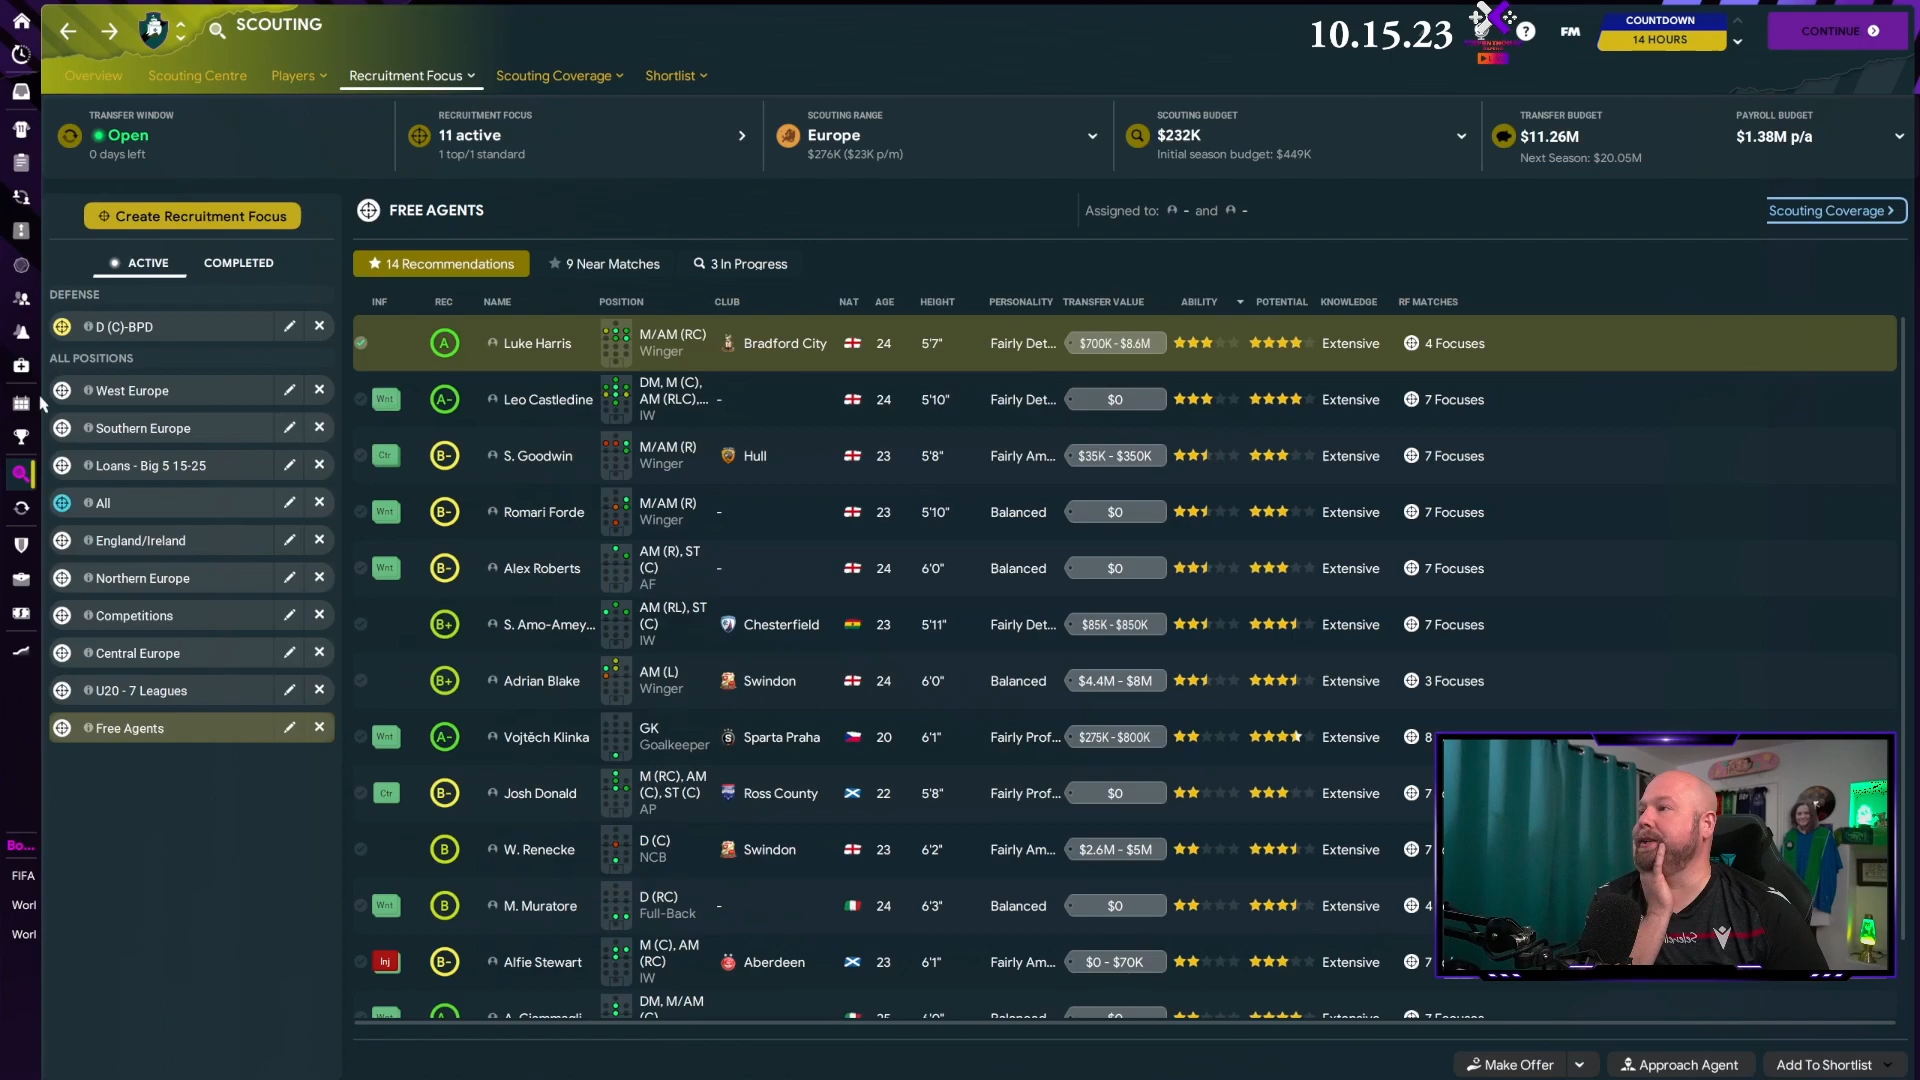 SCOUTING
10.15.23
FM
COUNTDOWN
14 HOURS
CONTINUE
Overview
Scouting Centre
Players
Recruitment Focus
Scouting Coverage
Shortlist
TRANSFER WINDOW
Open
0 days left
RECRUITMENT FOCUS
11 active
1 top/1 standard
SCOUTING RANGE
Europe
$276K ($23K p/m)
SCOUTING BUDGET
$232K
Initial season budget: $449K
TRANSFER BUDGET
$11.26M
Next Season: $20.05M
PAYROLL BUDGET
$1.38M p/a
Create Recruitment Focus
ACTIVE
COMPLETED
DEFENSE
D (C)-BPD
ALL POSITIONS
West Europe
Southern Europe
Loans - Big 5 15-25
All
England/Ireland
Northern Europe
Competitions
Central Europe
U20 - 7 Leagues
Free Agents
Bo...
FIFA
Worl
Worl
FREE AGENTS
Assigned to: - and -
Scouting Coverage >
14 Recommendations
9 Near Matches
3 In Progress
INF REC NAME POSITION CLUB NAT AGE HEIGHT PERSONALITY TRANSFER VALUE ABILITY POTENTIAL KNOWLEDGE RF MATCHES
A Luke Harris M/AM (RC) Winger Bradford City 24 5'7" Fairly Det... $700K - $8.6M Extensive 4 Focuses
Wnt A- Leo Castledine DM, M (C), AM (RLC),... IW - 24 5'10" Fairly Det... $0 Extensive 7 Focuses
Ctr B- S. Goodwin M/AM (R) Winger Hull 23 5'8" Fairly Am... $35K - $350K Extensive 7 Focuses
Wnt B- Romari Forde M/AM (R) Winger - 23 5'10" Balanced $0 Extensive 7 Focuses
Wnt B- Alex Roberts AM (R), ST (C) AF - 24 6'0" Balanced $0 Extensive 7 Focuses
B+ S. Amo-Amey... AM (RL), ST (C) IW Chesterfield 23 5'11" Fairly Det... $85K - $850K Extensive 7 Focuses
B+ Adrian Blake AM (L) Winger Swindon 24 6'0" Balanced $4.4M - $8M Extensive 3 Focuses
Wnt A- Vojtěch Klinka GK Goalkeeper Sparta Praha 20 6'1" Fairly Prof... $275K - $800K Extensive 8
Ctr B- Josh Donald M (RC), AM (C), ST (C) AP Ross County 22 5'8" Fairly Prof... $0 Extensive 7
B W. Renecke D (C) NCB Swindon 23 6'2" Fairly Am... $2.6M - $5M Extensive 7
Wnt B M. Muratore D (RC) Full-Back - 24 6'3" Balanced $0 Extensive 4
Inj B- Alfie Stewart M (C), AM (RC) IW Aberdeen 23 6'1" Fairly Am... $0 - $70K Extensive 7
DM, M/AM
Make Offer
Approach Agent
Add To Shortlist